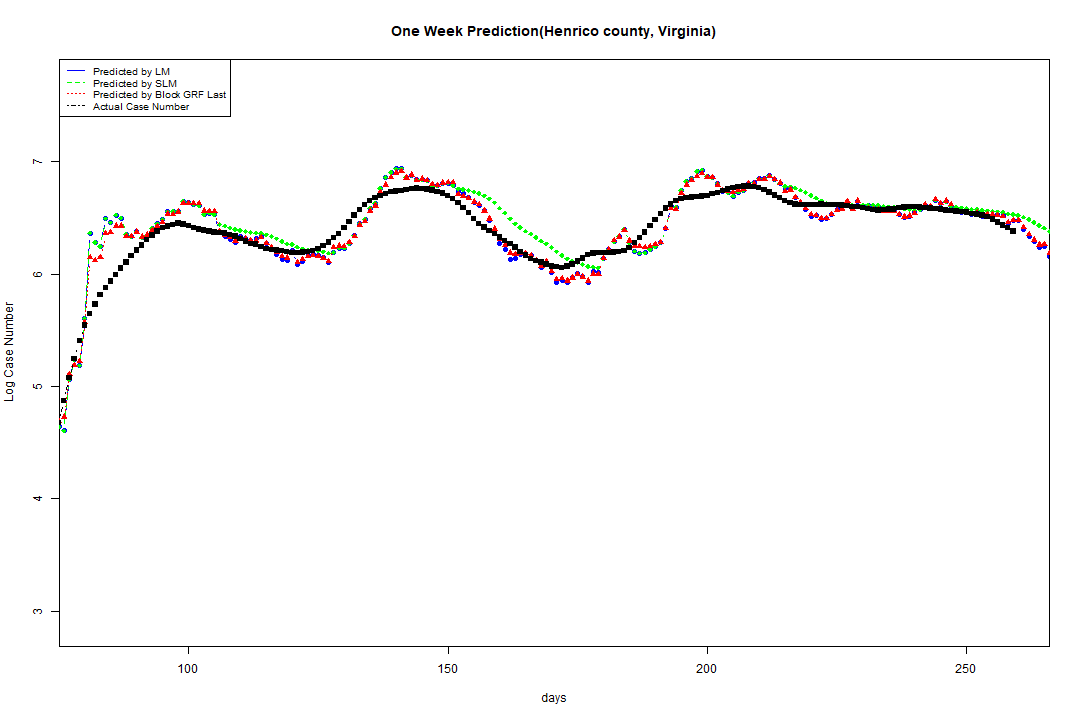 One Week Prediction(Henrico county, Virginia)
Predicted by LM
Predicted by SLM
Predicted by Block GRF Last
Actual Case Number
7
6
5
4
3
Log Case Number
100 150 200 250
days